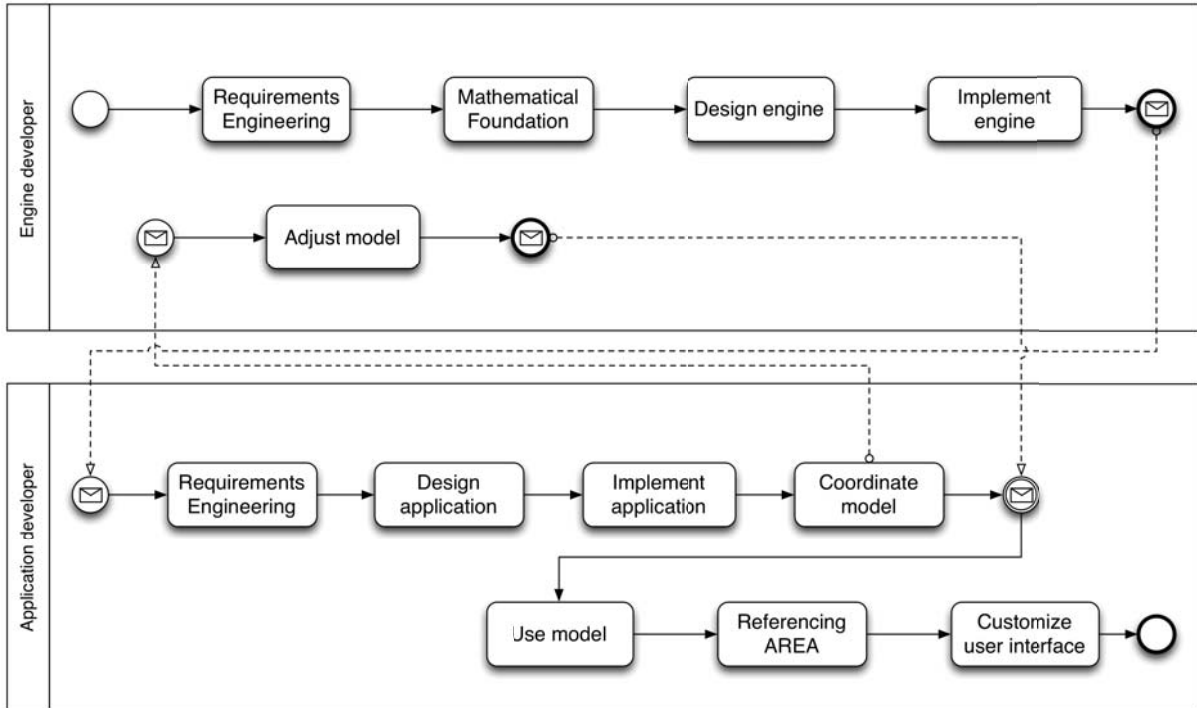 Engine developer
Requirements
Engineering
Mathematical
Foundation
Design engine
Implement
engine
Adjust model
Application developer
Requirements
Engineering
Design
application
Implement
application
Coordinate
model
Use model
Referencing
AREA
Customize
user interface